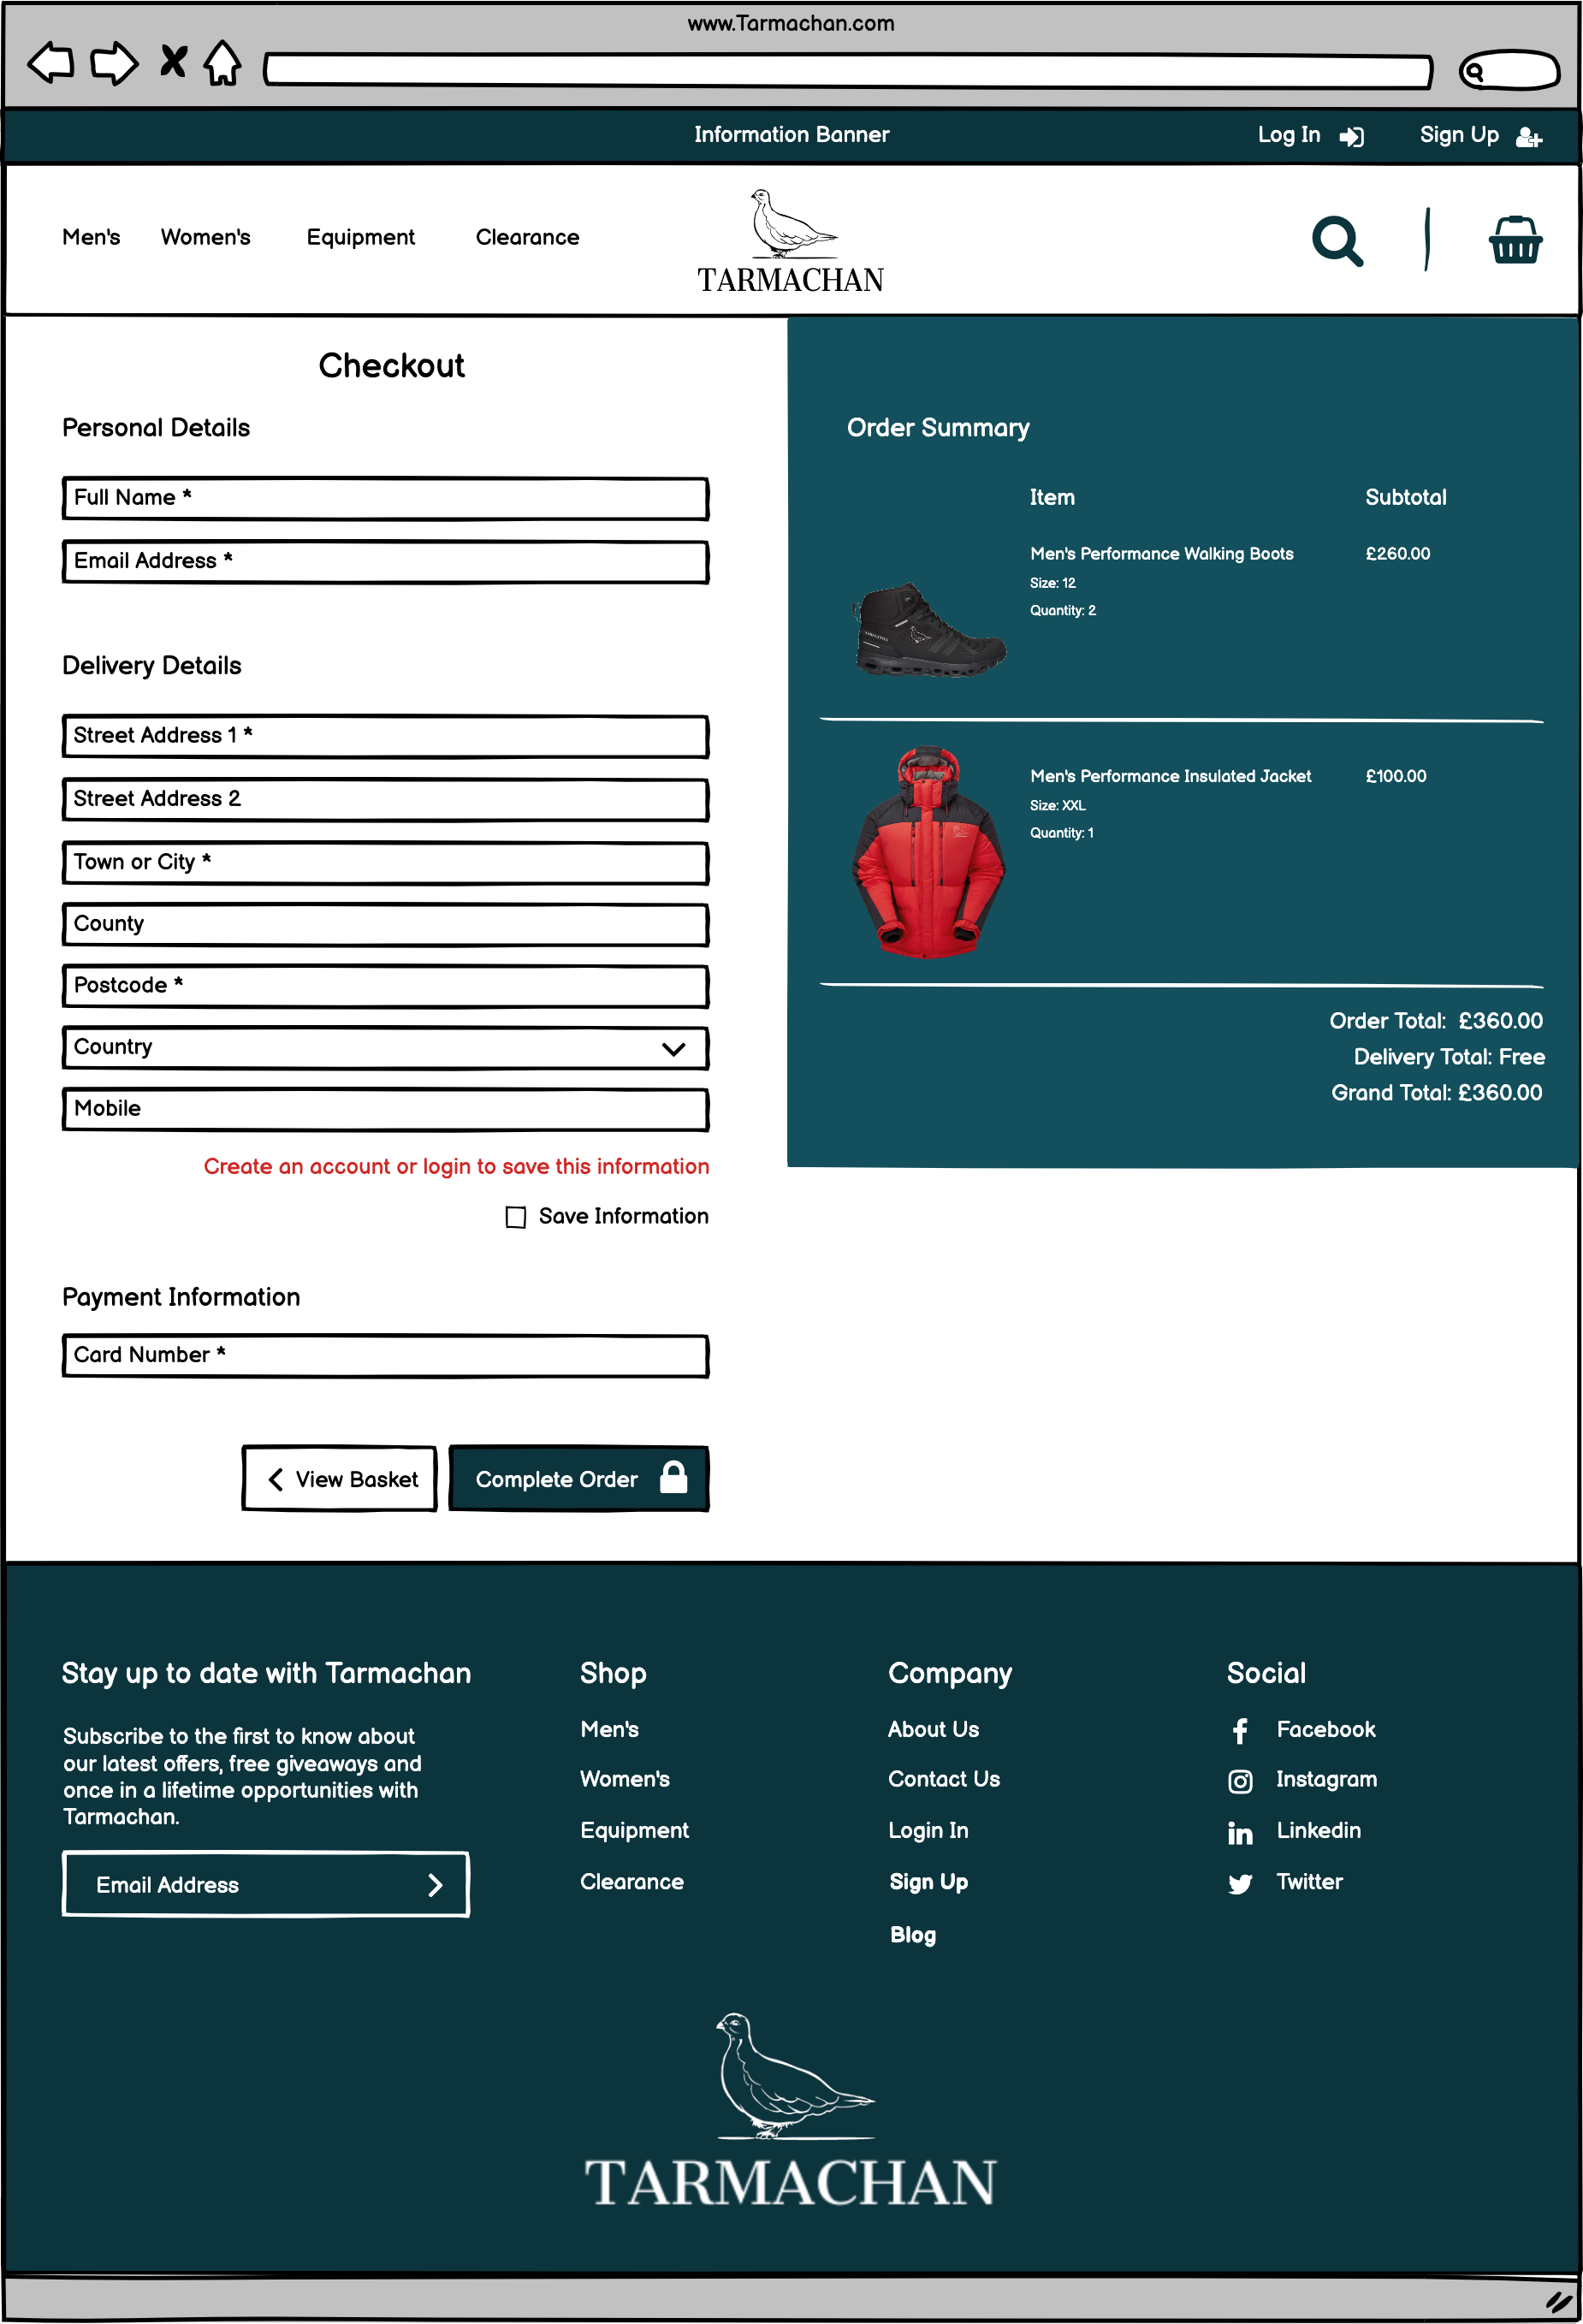 www.Tarmachan.com
Information Banner
Log In
Sign Up
Men's
Women's
Equipment
Clearance
TARMACHAN
Checkout
Personal Details
Full Name *
Email Address *
Delivery Details
Street Address 1 *
Street Address 2
Town or City *
County
Postcode *
Country
Mobile
Create an account or login to save this information
Save Information
Payment Information
Card Number *
View Basket
Complete Order
Order Summary
Item
Subtotal
Men's Performance Walking Boots
£260.00
Size: 12
Quantity: 2
Men's Performance Insulated Jacket
£100.00
Size: XXL
Quantity: 1
Order Total: £360.00
Delivery Total: Free
Grand Total: £360.00
Stay up to date with Tarmachan
Subscribe to the first to know about
our latest offers, free giveaways and
once in a lifetime opportunities with
Tarmachan.
Email Address
Shop
Men's
Women's
Equipment
Clearance
Company
About Us
Contact Us
Login In
Sign Up
Blog
Social
Facebook
Instagram
Linkedin
Twitter
TARMACHAN